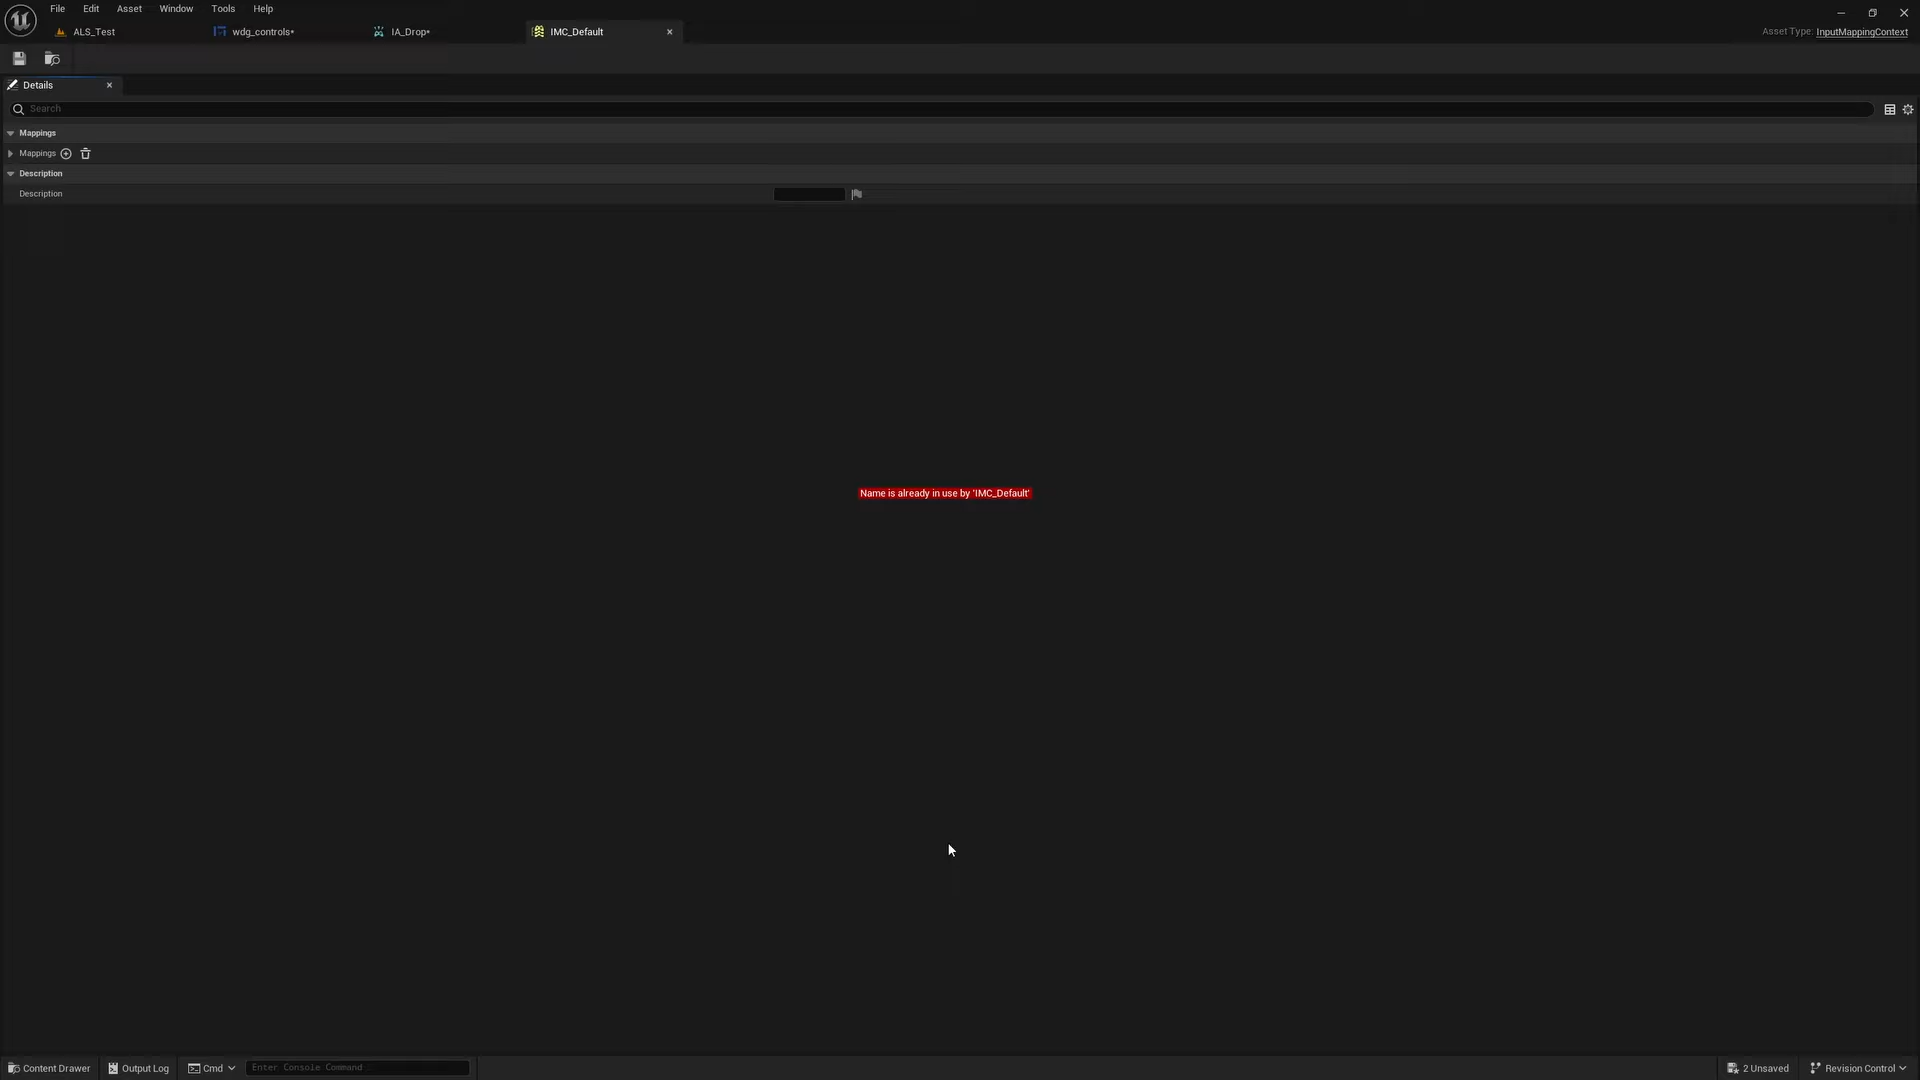 File Edit Asset Window Tools Help
ALS_Test wdg_controls* IA_Drop* IMC_Default Asset Type: InputMappingContext
Details
Search
Mappings
Mappings
Description
Description
Name is already in use by 'IMC_Default'
Content Drawer Output Log Cmd Enter Console Command 2 Unsaved Revision Control